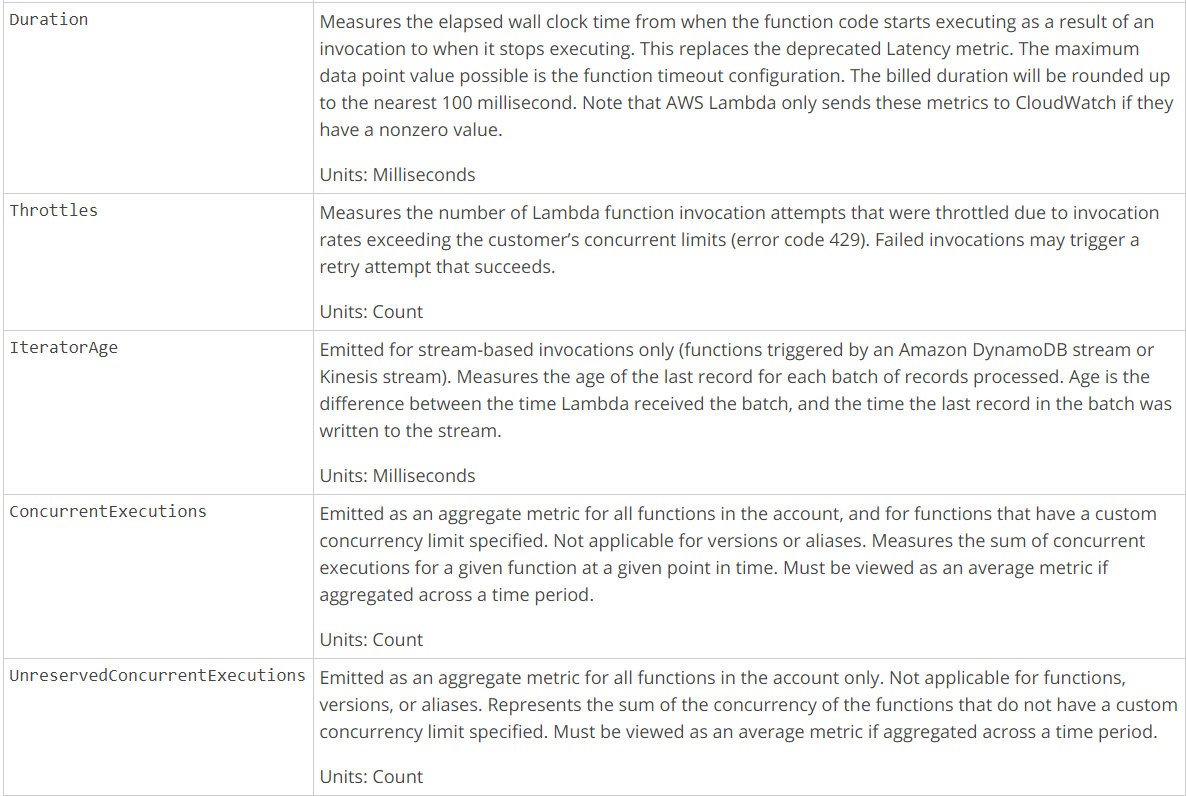 Duration
Measures the elapsed wall clock time from when the function code starts executing as a result of an
invocation to when it stops executing. This replaces the deprecated Latency metric. The maximum
data point value possible is the function timeout configuration. The billed duration will be rounded up
to the nearest 100 millisecond. Note that AWS Lambda only sends these metrics to CloudWatch if they
have a nonzero value.
Units: Milliseconds
Throttles
Measures the number of Lambda function invocation attempts that were throttled due to invocation
rates exceeding the customer’s concurrent limits (error code 429). Failed invocations may trigger a
retry attempt that succeeds.
Units: Count
IteratorAge
Emitted for stream-based invocations only (functions triggered by an Amazon DynamoDB stream or
Kinesis stream). Measures the age of the last record for each batch of records processed. Age is the
difference between the time Lambda received the batch, and the time the last record in the batch was
written to the stream.
Units: Milliseconds
ConcurrentExecutions
Emitted as an aggregate metric for all functions in the account, and for functions that have a custom
concurrency limit specified. Not applicable for versions or aliases. Measures the sum of concurrent
executions for a given function at a given point in time. Must be viewed as an average metric if
aggregated across a time period.
Units: Count
UnreservedConcurrentExecutions
Emitted as an aggregate metric for all functions in the account only. Not applicable for functions,
versions, or aliases. Represents the sum of the concurrency of the functions that do not have a custom
concurrency limit specified. Must be viewed as an average metric if aggregated across a time period.
Units: Count